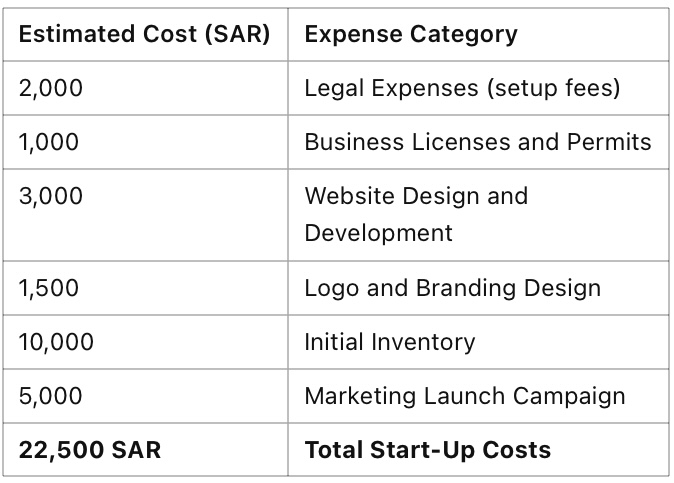 Estimated Cost (SAR) Expense Category
2,000 Legal Expenses (setup fees)
1,000 Business Licenses and Permits
3,000 Website Design and
Development
1,500 Logo and Branding Design
10,000 Initial Inventory
5,000 Marketing Launch Campaign
22,500 SAR Total Start-Up Costs